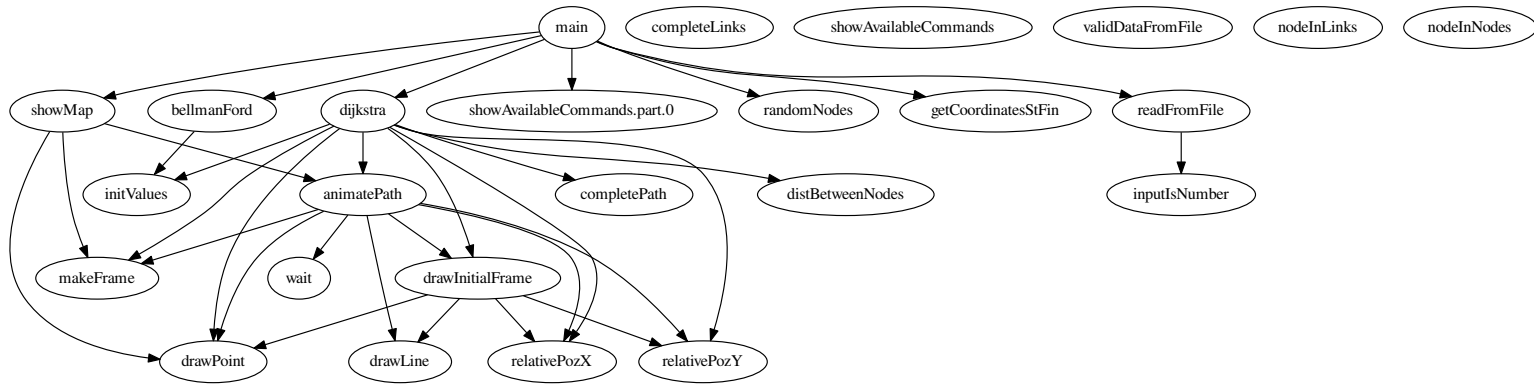 main
completeLinks
showAvailableCommands
validDataFromFile
nodeInLinks
nodeInNodes
showMap
bellmanFord
dijkstra
showAvailableCommands.part.0
randomNodes
getCoordinatesStFin
readFromFile
initValues
animatePath
completePath
distBetweenNodes
inputIsNumber
makeFrame
wait
drawInitialFrame
drawPoint
drawLine
relativePozX
relativePozY